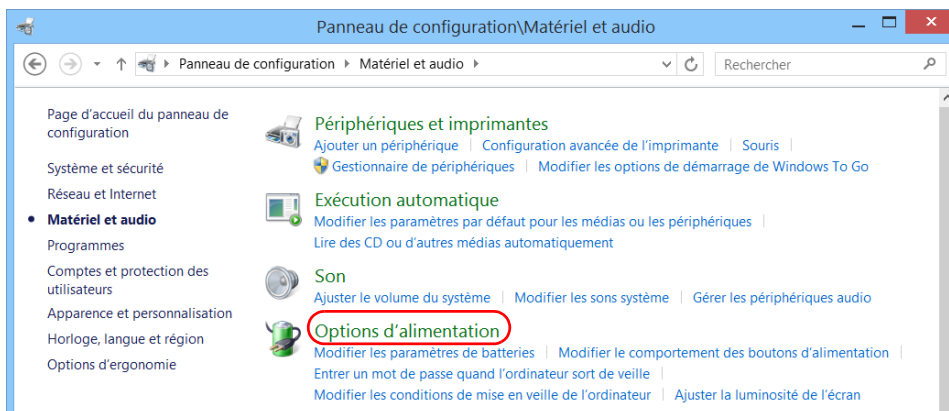 Panneau de configuration\Matériel et audio
Panneau de configuration Matériel et audio
Rechercher
Page d'accueil du panneau de
configuration
Système et sécurité
Réseau et Internet
Matériel et audio
Programmes
Comptes et protection des
utilisateurs
Apparence et personnalisation
Horloge, langue et région
Options d'ergonomie
Périphériques et imprimantes
Ajouter un périphérique | Configuration avancée de l'imprimante | Souris |
Gestionnaire de périphériques | Modifier les options de démarrage de Windows To Go
Exécution automatique
Modifier les paramètres par défaut pour les médias ou les périphériques |
Lire des CD ou d'autres médias automatiquement
Son
Ajuster le volume du système | Modifier les sons système | Gérer les périphériques audio
Options d'alimentation
Modifier les paramètres de batteries | Modifier le comportement des boutons d'alimentation |
Entrer un mot de passe quand l'ordinateur sort de veille |
Modifier les conditions de mise en veille de l'ordinateur | Ajuster la luminosité de l'écran